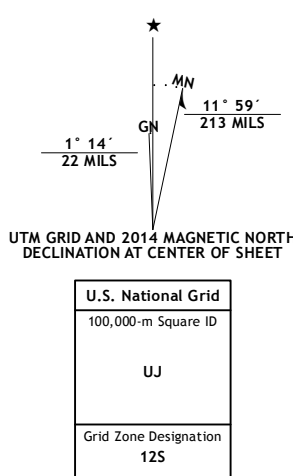 ★
MN
11° 59´
213 MILS
GN
1° 14´
22 MILS
UTM GRID AND 2014 MAGNETIC NORTH
DECLINATION AT CENTER OF SHEET
U.S. National Grid
100,000-m Square ID
UJ
Grid Zone Designation
12S